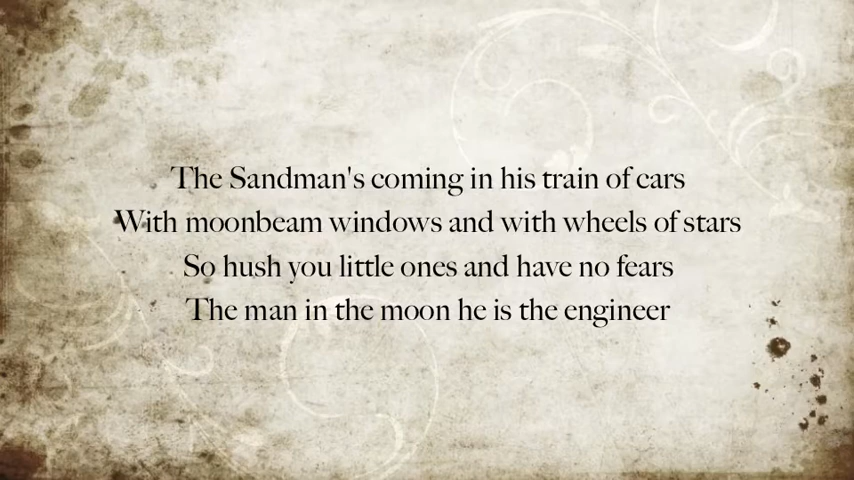 The Sandman's coming in his train of cars
With moonbeam windows and with wheels of stars
So hush you little ones and have no fears
The man in the moon he is the engineer